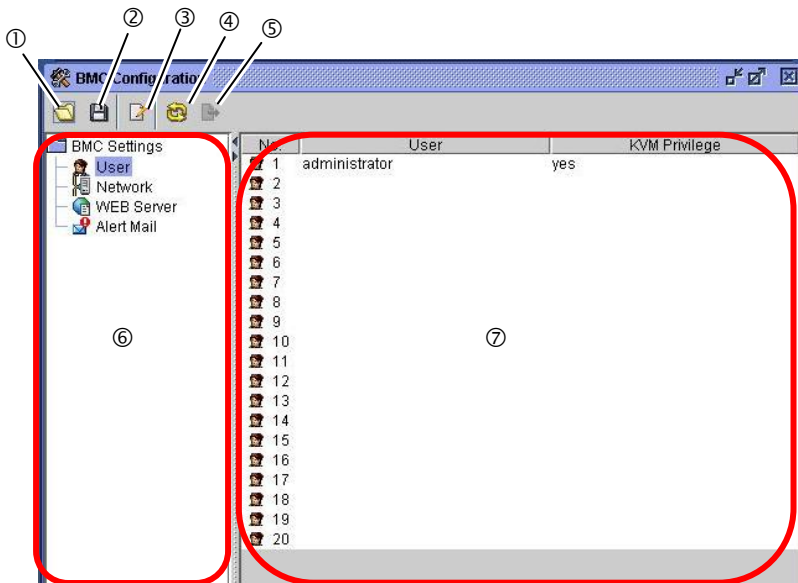 ① ② ③ ④ ⑤
BMC Configuration
BMC Settings
User
Network
WEB Server
Alert Mail
⑥
No. User KVM Privilege
1 administrator yes
2
3
4
5
6
7
8
9
10
11
12
13
14
15
16
17
18
19
20
⑦